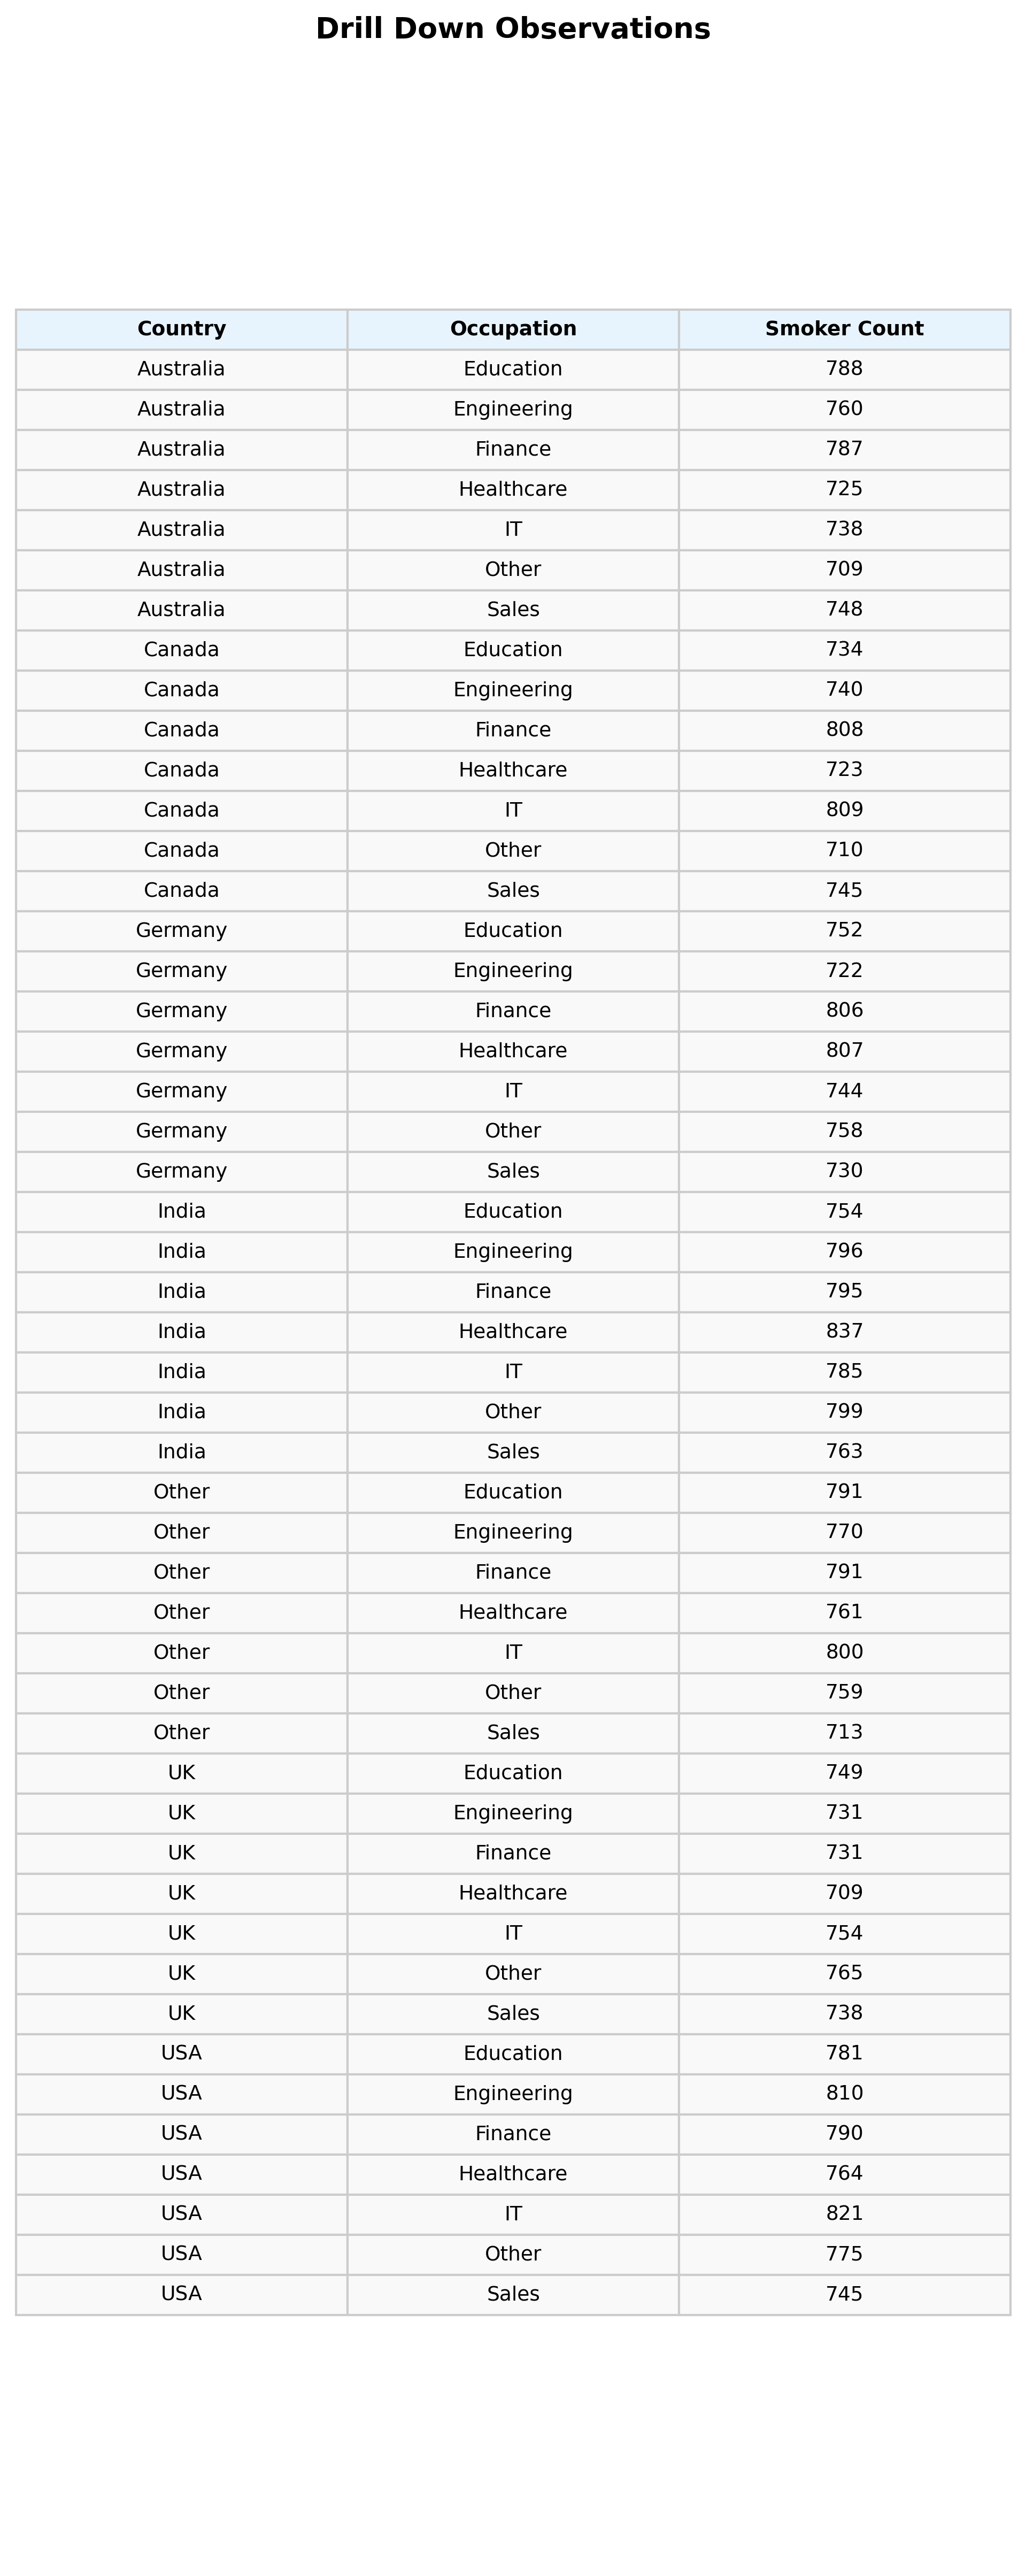 Drill Down Observations
Country Occupation Smoker Count
Australia Education 788
Australia Engineering 760
Australia Finance 787
Australia Healthcare 725
Australia IT 738
Australia Other 709
Australia Sales 748
Canada Education 734
Canada Engineering 740
Canada Finance 808
Canada Healthcare 723
Canada IT 809
Canada Other 710
Canada Sales 745
Germany Education 752
Germany Engineering 722
Germany Finance 806
Germany Healthcare 807
Germany IT 744
Germany Other 758
Germany Sales 730
India Education 754
India Engineering 796
India Finance 795
India Healthcare 837
India IT 785
India Other 799
India Sales 763
Other Education 791
Other Engineering 770
Other Finance 791
Other Healthcare 761
Other IT 800
Other Other 759
Other Sales 713
UK Education 749
UK Engineering 731
UK Finance 731
UK Healthcare 709
UK IT 754
UK Other 765
UK Sales 738
USA Education 781
USA Engineering 810
USA Finance 790
USA Healthcare 764
USA IT 821
USA Other 775
USA Sales 745